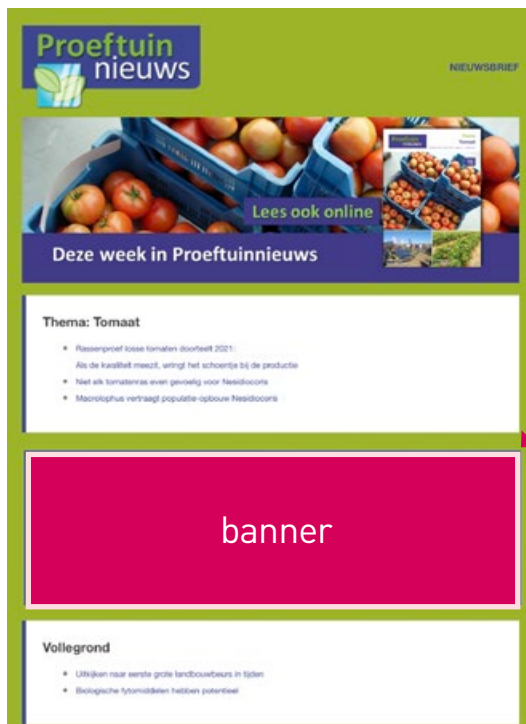 Proeftuin
nieuws
NIEUWSBRIEF
Tomaat
Lees ook online
Deze week in Proeftuinnieuws
Thema: Tomaat
Rassenproef losse tomaten doorteelt 2021:
Als de kwaliteit meezit, wringt het schoentje bij de productie
Niet elk tomatenras even gevoelig voor Nesidiocoris
Macrolophus vertraagt populatie-opbouw Nesidiocoris
banner
Vollegrond
Uitkijken naar eerste grote landbouwbeurs in tijden
Biologische fytomiddelen hebben potentieel